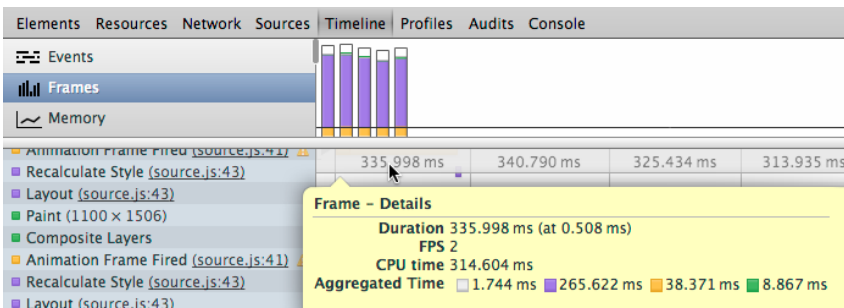 Elements Resources Network Sources Timeline Profiles Audits Console
Events
Frames
Memory
Animation Frame Fired (source.js:41)
335.998 ms 340.790 ms 325.434 ms 313.935 ms
Recalculate Style (source.js:43)
Layout (source.js:43)
Paint (1100 × 1506)
Composite Layers
Animation Frame Fired (source.js:41)
Recalculate Style (source.js:43)
Layout (source.js:43)
Frame – Details
Duration 335.998 ms (at 0.508 ms)
FPS 2
CPU time 314.604 ms
Aggregated Time 1.744 ms 265.622 ms 38.371 ms 8.867 ms